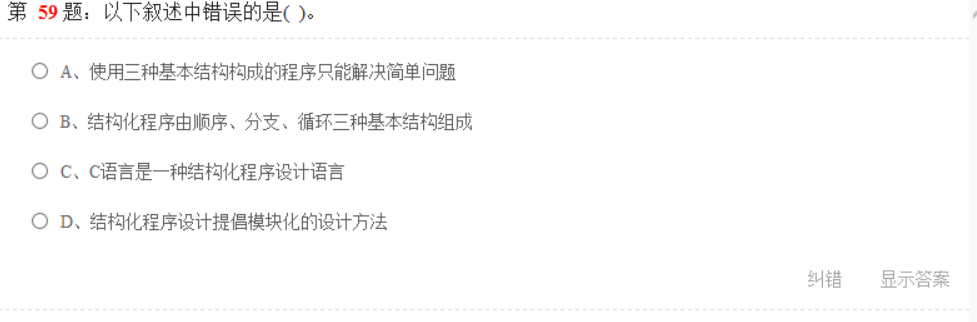 第 59 题：以下叙述中错误的是( )。
A、使用三种基本结构构成的程序只能解决简单问题
B、结构化程序由顺序、分支、循环三种基本结构组成
C、C语言是一种结构化程序设计语言
D、结构化程序设计提倡模块化的设计方法
纠错 显示答案